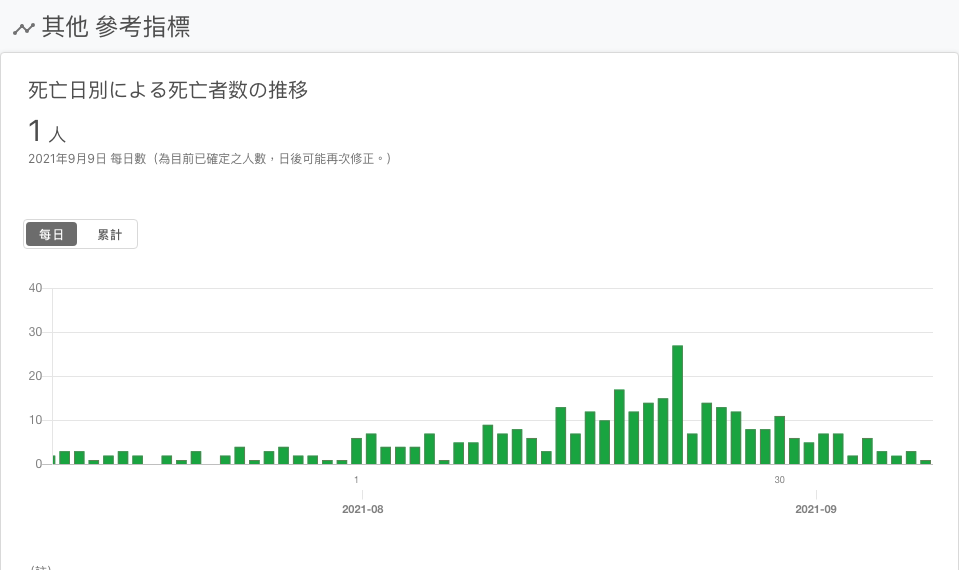 其他 參考指標
死亡日別による死亡者数の推移
1 人
2021年9月9日 每日數（為目前已確定之人數，日後可能再次修正。）
每日 累計
40
30
20
10
0
1 30
2021-08 2021-09